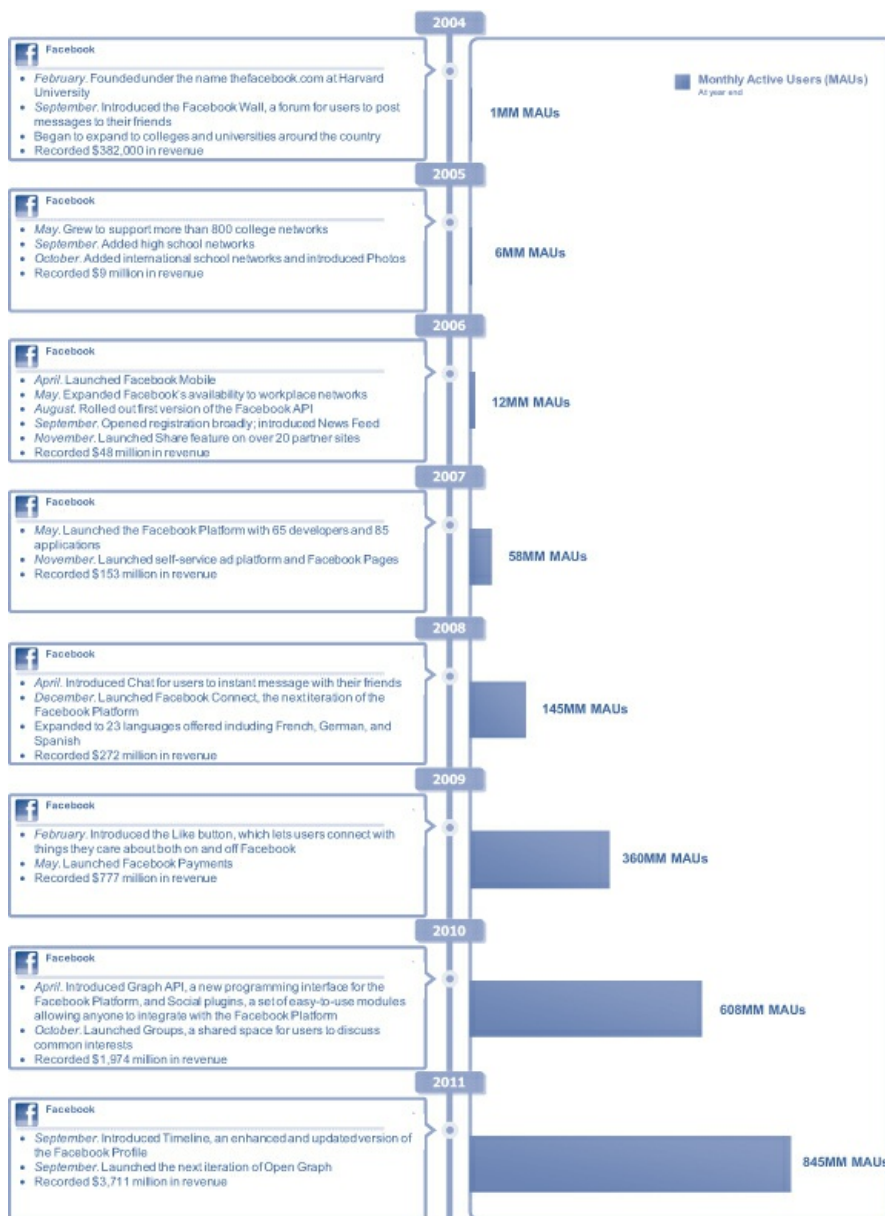 2004
Facebook
February. Founded under the name thefacebook.com at Harvard
University
September. Introduced the Facebook Wall, a forum for users to post
messages to their friends
Began to expand to colleges and universities around the country
Recorded $382,000 in revenue
Monthly Active Users (MAUs)
At year end
1MM MAUs
2005
Facebook
May. Grew to support more than 800 college networks
September. Added high school networks
October. Added international school networks and introduced Photos
Recorded $9 million in revenue
6MM MAUs
2006
Facebook
April. Launched Facebook Mobile
May. Expanded Facebook's availability to workplace networks
August. Rolled out first version of the Facebook API
September. Opened registration broadly; introduced News Feed
November. Launched Share feature on over 20 partner sites
Recorded $48 million in revenue
12MM MAUs
2007
Facebook
May. Launched the Facebook Platform with 65 developers and 85
applications
November. Launched self-service ad platform and Facebook Pages
Recorded $153 million in revenue
58MM MAUs
2008
Facebook
April. Introduced Chat for users to instant message with their friends
December. Launched Facebook Connect, the next iteration of the
Facebook Platform
Expanded to 23 languages offered including French, German, and
Spanish
Recorded $272 million in revenue
145MM MAUs
2009
Facebook
February. Introduced the Like button, which lets users connect with
things they care about both on and off Facebook
May. Launched Facebook Payments
Recorded $777 million in revenue
360MM MAUs
2010
Facebook
April. Introduced Graph API, a new programming interface for the
Facebook Platform, and Social plugins, a set of easy-to-use modules
allowing anyone to integrate with the Facebook Platform
October. Launched Groups, a shared space for users to discuss
common interests
Recorded $1,974 million in revenue
608MM MAUs
2011
Facebook
September. Introduced Timeline, an enhanced and updated version of
the Facebook Profile
September. Launched the next iteration of Open Graph
Recorded $3,711 million in revenue
845MM MAUs